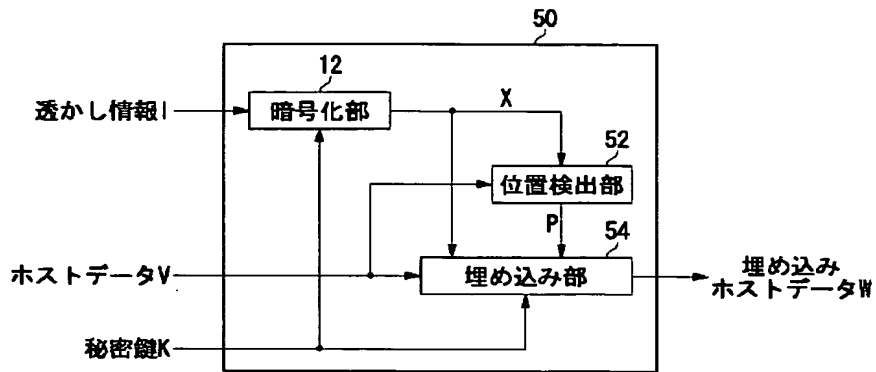 50
12
透かし情報I
暗号化部
X
52
位置検出部
P
54
ホストデータV
埋め込み部
埋め込み
ホストデータW
秘密鍵K